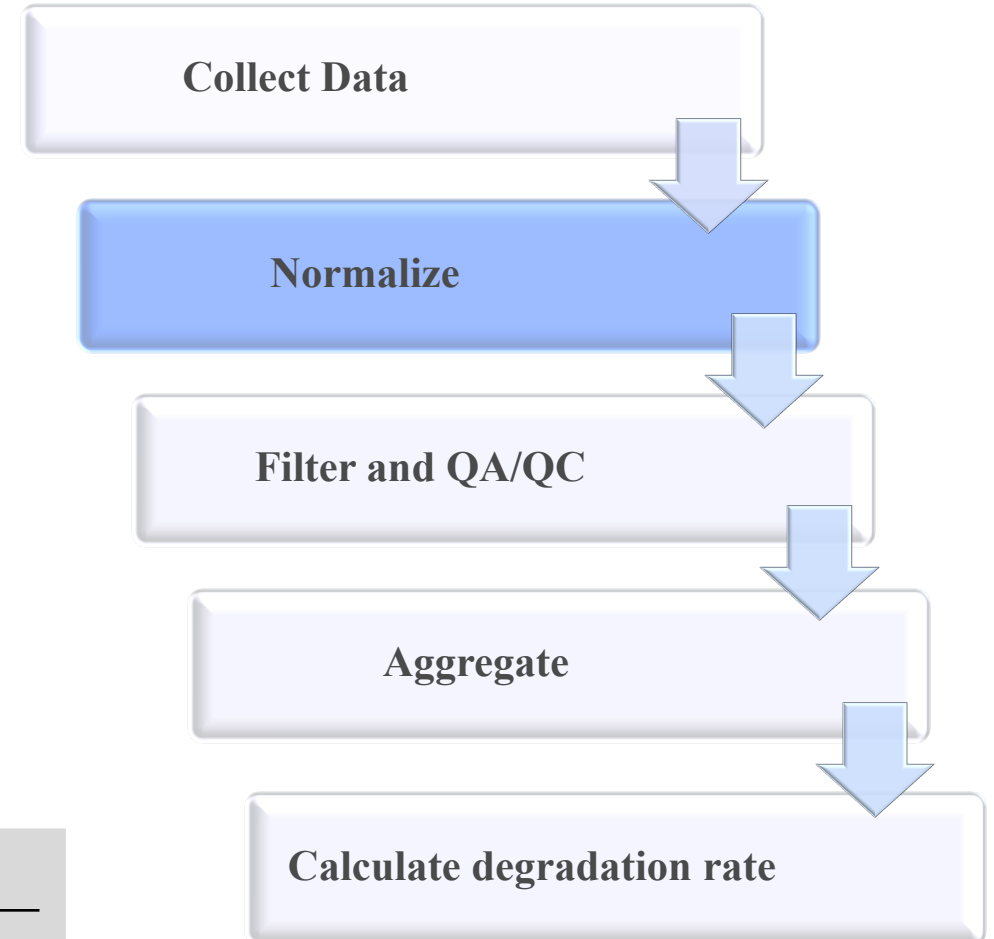 Collect Data
Normalize
Filter and QA/QC
Aggregate
Calculate degradation rate